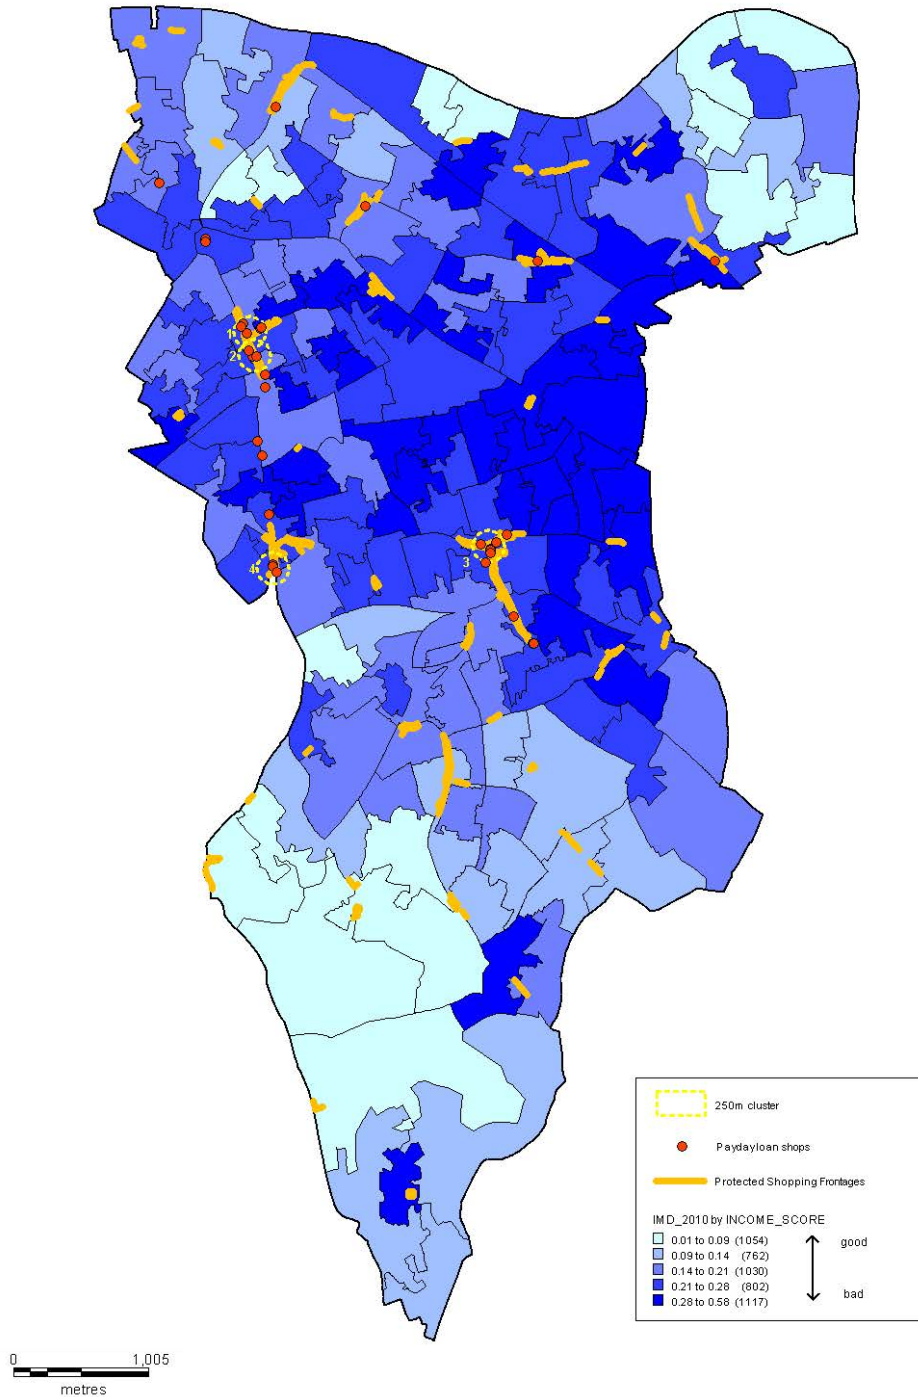 1
2
3
4
250m cluster
Paydayloan shops
Protected Shopping Frontages
IMD_2010 by INCOME_SCORE
0.01 to 0.09 (1054)
good
0.09 to 0.14 (762)
0.14 to 0.21 (1030)
0.21 to 0.28 (802)
bad
0.28 to 0.58 (1117)
0 1,005
metres